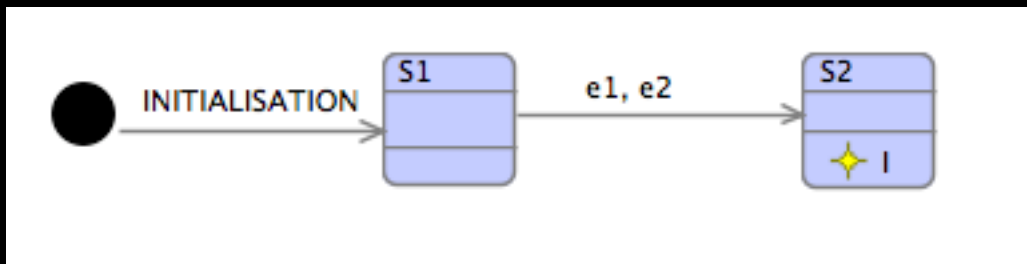 INITIALISATION
S1
e1, e2
S2
I